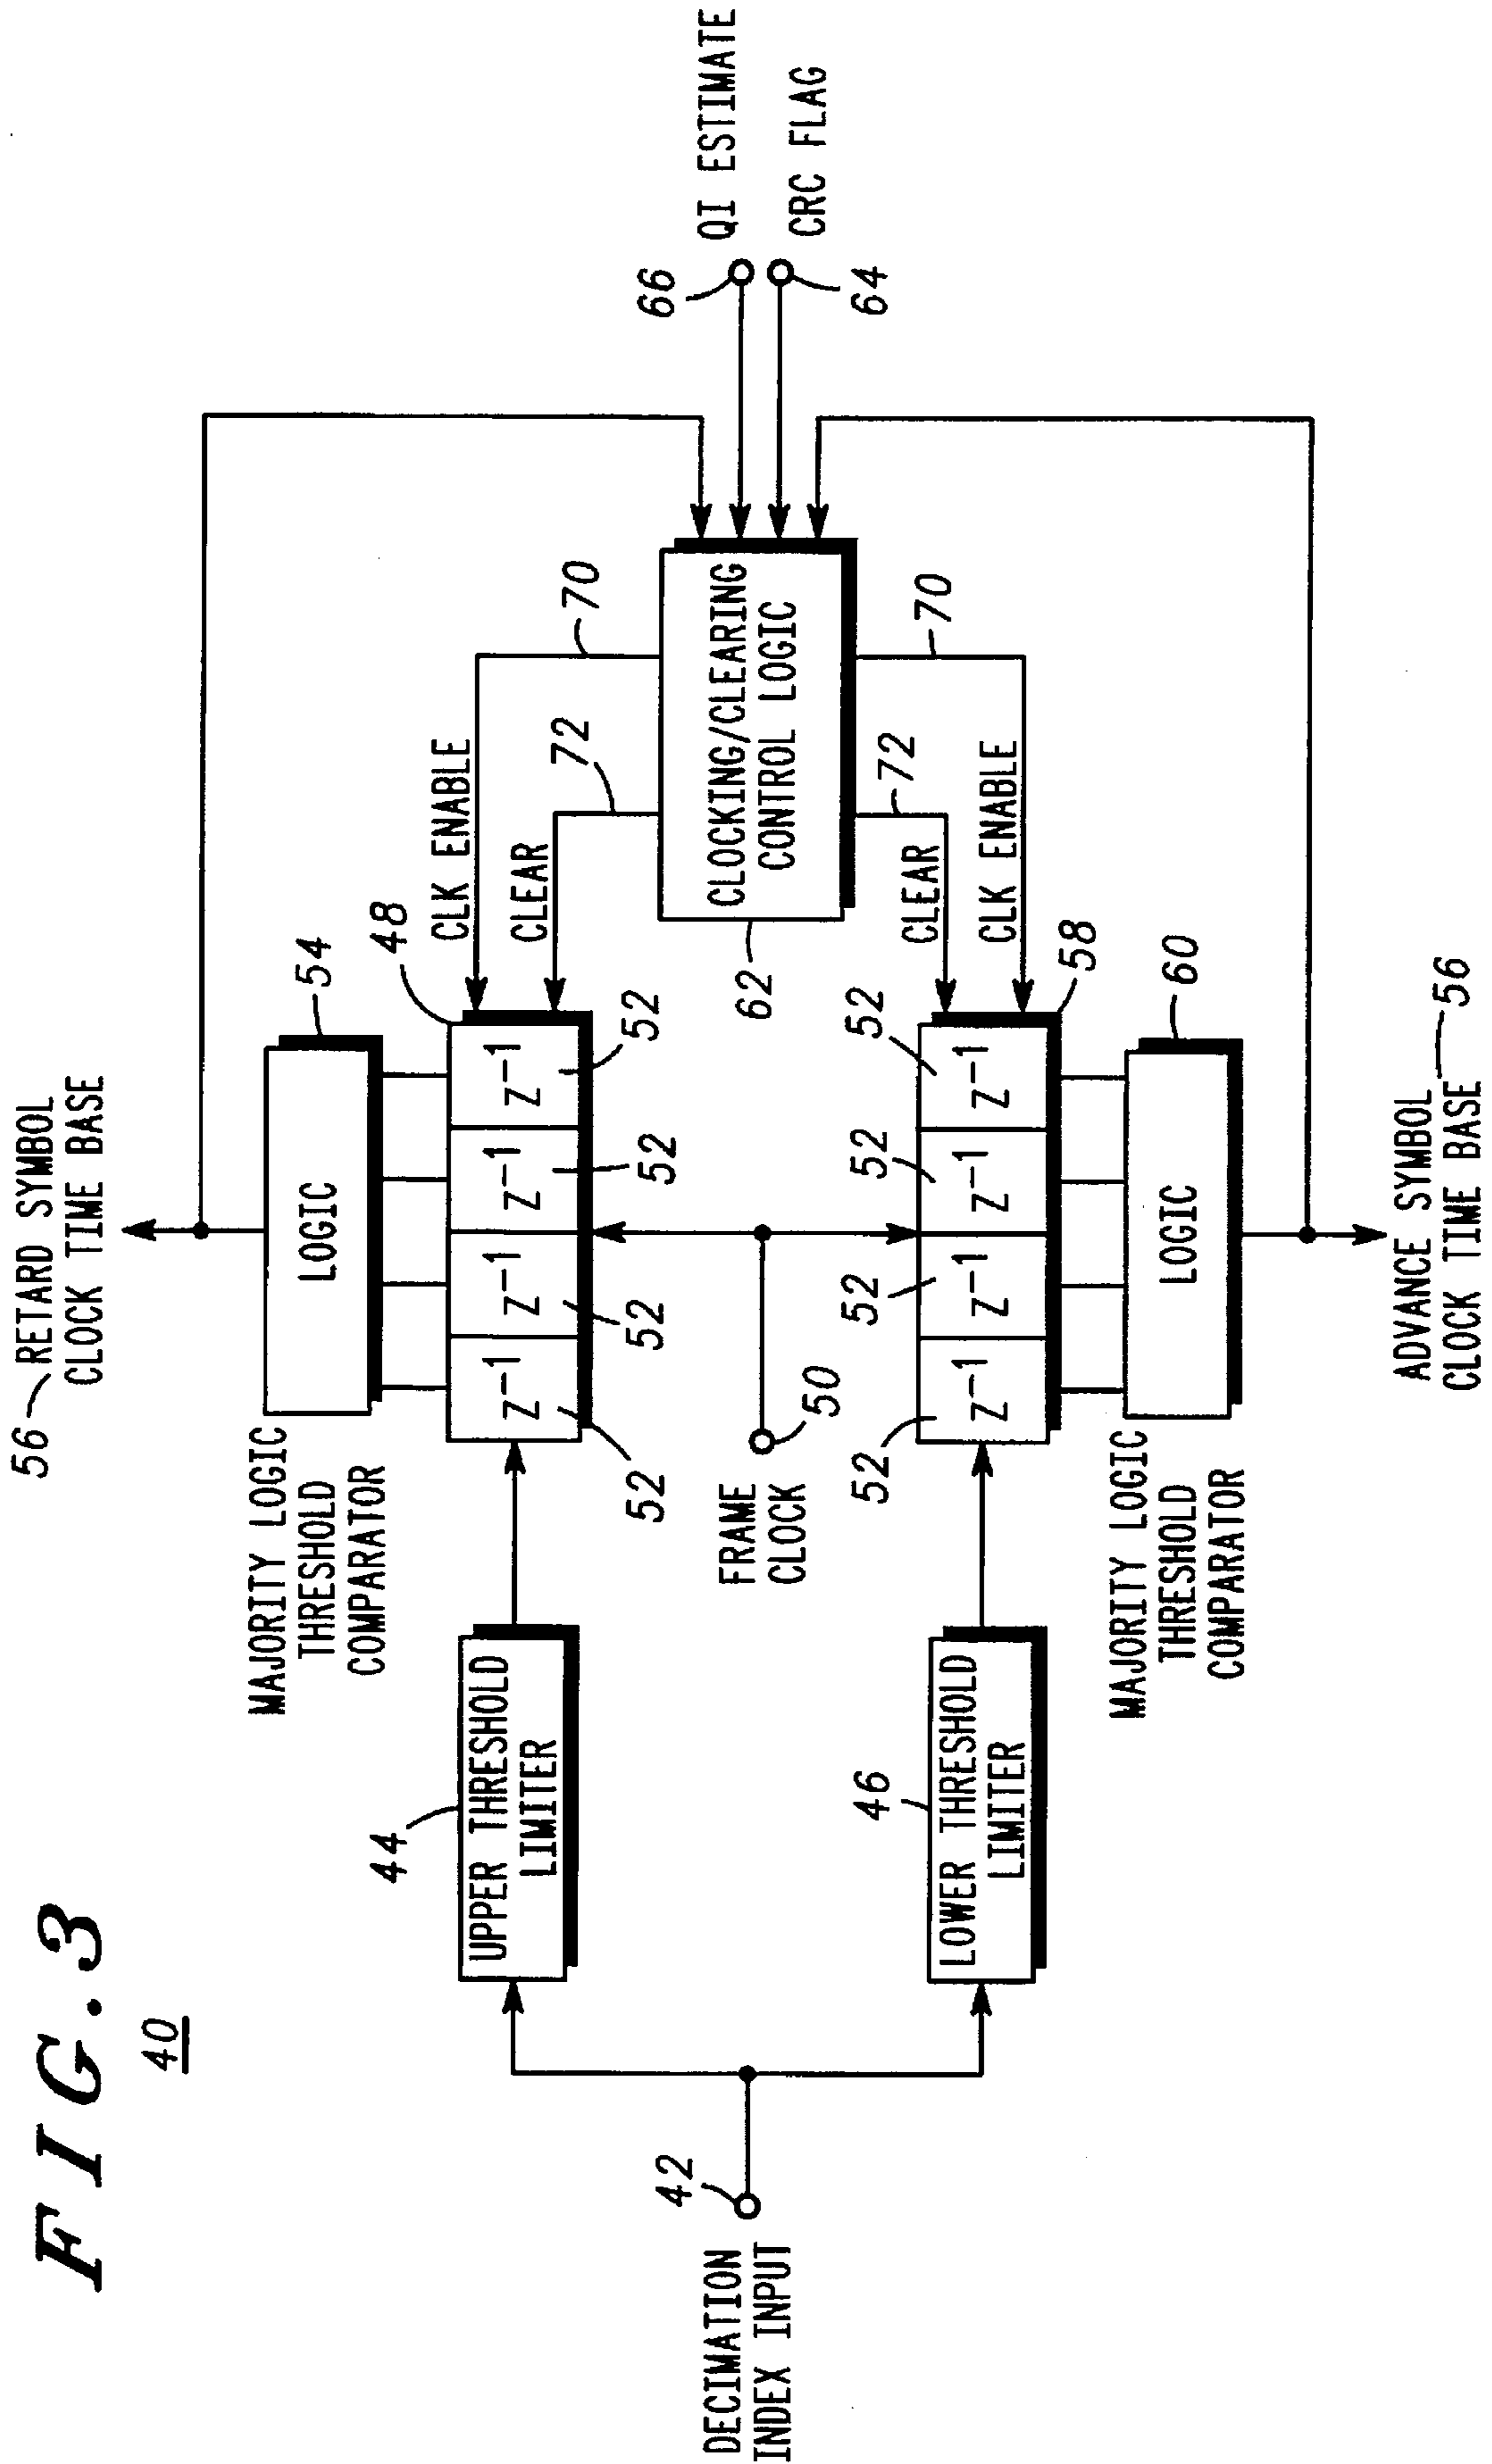 FIG. 3
40
56
RETARD SYMBOL
CLOCK TIME BASE
MAJORITY LOGIC
THRESHOLD
COMPARATOR
LOGIC
54
48
CLK ENABLE
70
CLEAR
72
44
UPPER THRESHOLD
LIMITER
Z−1
Z−1
Z−1
Z−1
52
52
52
52
42
DECIMATION
INDEX INPUT
FRAME
CLOCK
50
62
CLOCKING/CLEARING
CONTROL LOGIC
66
QI ESTIMATE
CRC FLAG
64
46
LOWER THRESHOLD
LIMITER
52
52
52
52
Z−1
Z−1
Z−1
Z−1
CLEAR
72
CLK ENABLE
70
58
MAJORITY LOGIC
THRESHOLD
COMPARATOR
LOGIC
60
ADVANCE SYMBOL
CLOCK TIME BASE
56